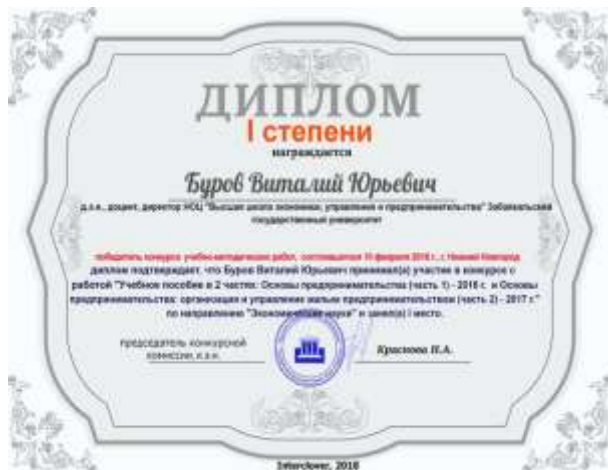 ДИПЛОМ
I степени
награждается
Буров Виталий Юрьевич
д.э.н., доцент, директор НОЦ "Высшая школа экономики, управления и предпринимательства" Забайкальский
государственный университет
победитель конкурса учебно-методических работ, состоявшегося 10 февраля 2018 г., г. Нижний Новгород
диплом подтверждает, что Буров Виталий Юрьевич принимал(а) участие в конкурсе с
работой "Учебное пособие в 2 частях: Основы предпринимательства (часть 1) - 2016 г. и Основы
предпринимательства: организация и управление малым предпринимательством (часть 2) - 2017 г."
по направлению "Экономические науки" и занял(а) I место.
председатель конкурсной
комиссии, к.э.н.
Краснова Н.А.
Interclover, 2018